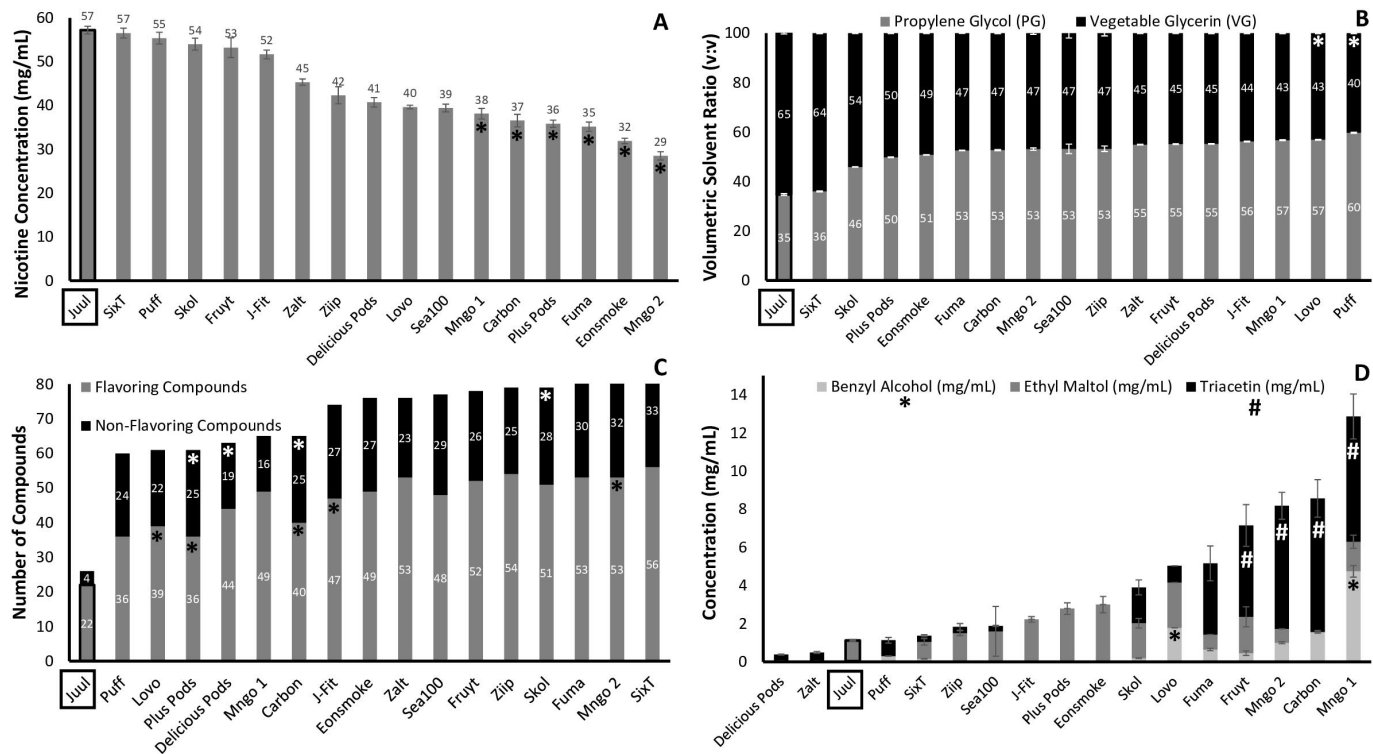 A
Nicotine Concentration (mg/mL)
60
50
40
30
20
10
0
57 57 55 54 53 52 45 42 41 40 39 38 37 36 35 32 29
* * * * * *
Juul SixT Puff Skol Fruyt J-Fit Zalt Ziip Delicious Pods Lovo Sea100 Mngo 1 Carbon Plus Pods Fuma Eonsmoke Mngo 2
B
Propylene Glycol (PG) Vegetable Glycerin (VG)
Volumetric Solvent Ratio (v:v)
100
80
60
40
20
0
* *
65 64 54 50 49 47 47 47 47 47 45 45 45 44 43 43 40
35 36 46 50 51 53 53 53 53 53 55 55 55 56 57 57 60
Juul SixT Skol Plus Pods Eonsmoke Fuma Carbon Mngo 2 Sea100 Ziip Zalt Fruyt Delicious Pods J-Fit Mngo 1 Lovo Puff
C
Flavoring Compounds
Non-Flavoring Compounds
Number of Compounds
80
70
60
50
40
30
20
10
0
* * * *
4 24 22 25 19 16 25 27 27 23 29 26 25 28 30 32 33
* * * * *
22 36 39 36 44 49 40 47 49 53 48 52 54 51 53 53 56
Juul Puff Lovo Plus Pods Delicious Pods Mngo 1 Carbon J-Fit Eonsmoke Zalt Sea100 Fruyt Ziip Skol Fuma Mngo 2 SixT
D
Benzyl Alcohol (mg/mL) Ethyl Maltol (mg/mL) Triacetin (mg/mL)
* #
Concentration (mg/mL)
14
12
10
8
6
4
2
0
# # # #
* *
Delicious Pods Zalt Juul Puff SixT Ziip Sea100 J-Fit Plus Pods Eonsmoke Skol Lovo Fuma Fruyt Mngo 2 Carbon Mngo 1